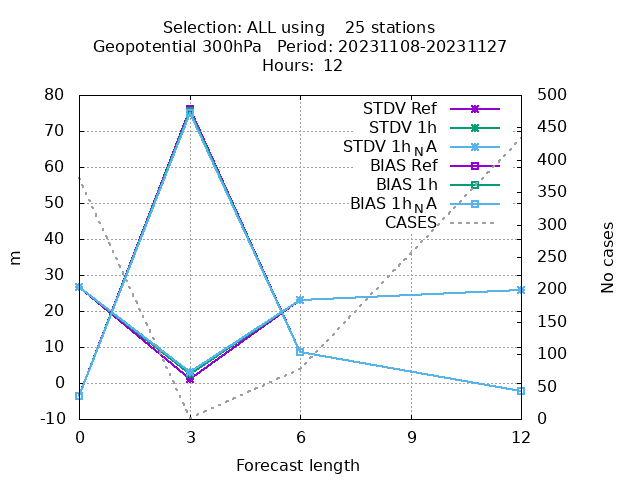 Selection: ALL using    25 stations
Geopotential 300hPa   Period: 20231108-20231127
Hours:  12
STDV Ref
STDV 1h
STDV 1h_NA
BIAS Ref
BIAS 1h
BIAS 1h_NA
CASES
80
70
60
50
40
30
20
10
0
-10
m
500
450
400
350
300
250
200
150
100
50
0
No cases
0 3 6 9 12
Forecast length